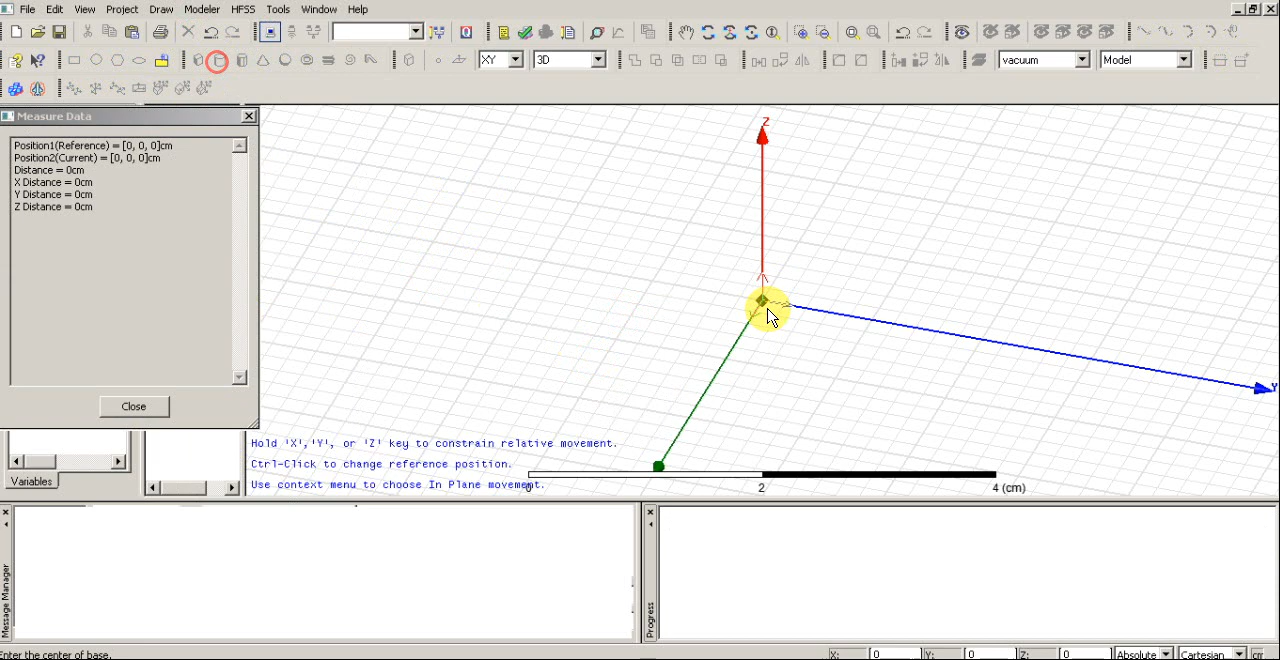 File Edit View Project Draw Modeler HFSS Tools Window Help
XY 3D vacuum Model
Measure Data
Position1(Reference) = [0, 0, 0]cm
Position2(Current) = [0, 0, 0]cm
Distance = 0cm
X Distance = 0cm
Y Distance = 0cm
Z Distance = 0cm
Close
Z
Y
Hold 'X','Y', or 'Z' key to constrain relative movement.
Ctrl-Click to change reference position.
Use context menu to choose In Plane movement.
0 2 4 (cm)
Variables
Message Manager
Progress
Enter the center of base.
X: 0 Y: 0 Z: 0 Absolute Cartesian cm